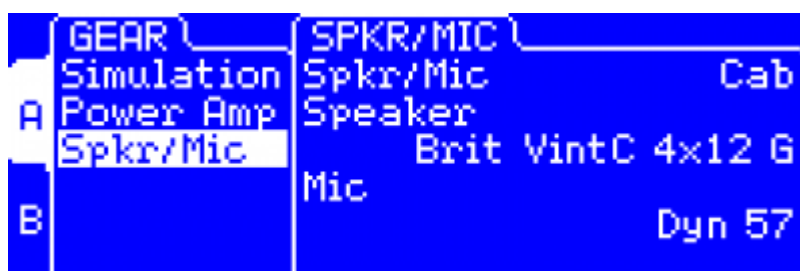 GEAR SPKR/MIC
Simulation Spkr/Mic Cab
A Power Amp Speaker
Spkr/Mic Brit VintC 4x12 G
Mic
B Dyn 57